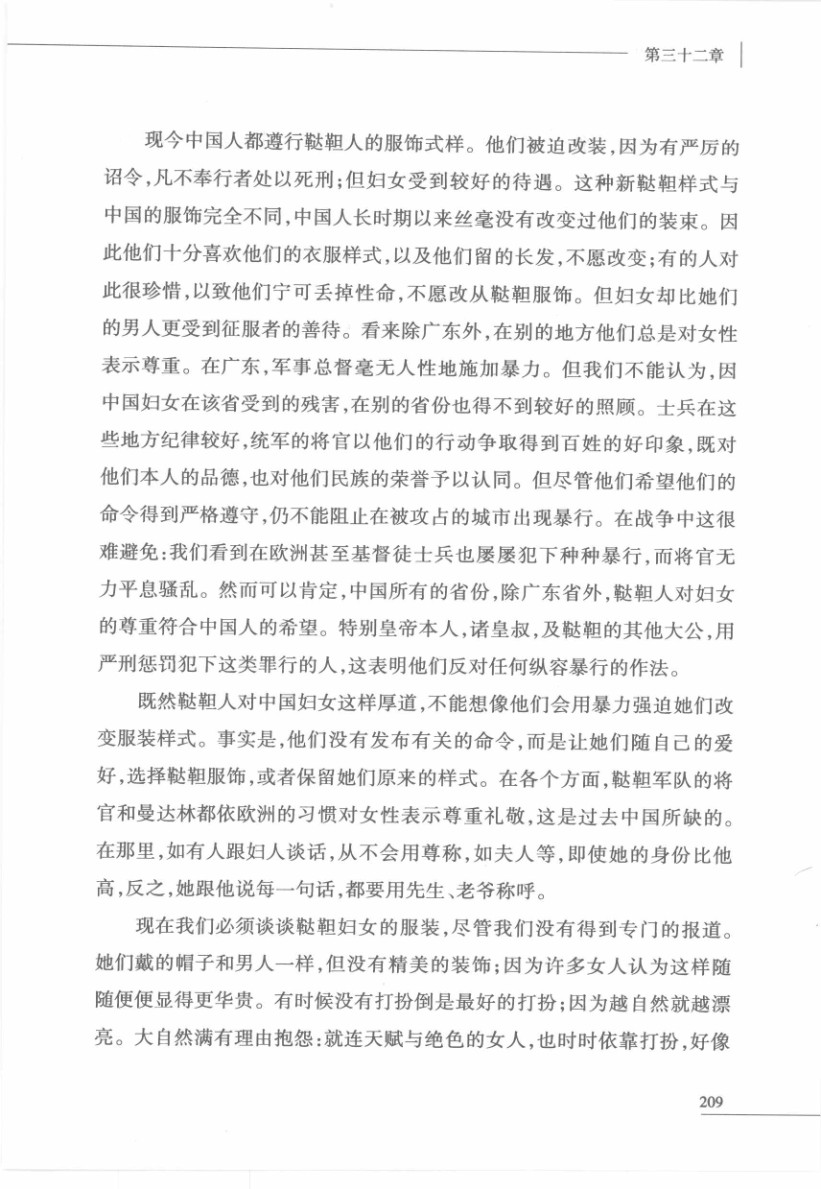 第三十二章
现今中国人都遵行鞑靼人的服饰式样。他们被迫改装,因为有严厉的
诏令,凡不奉行者处以死刑;但妇女受到较好的待遇。这种新鞑靼样式与
中国的服饰完全不同,中国人长时期以来丝毫没有改变过他们的装束。因
此他们十分喜欢他们的衣服样式,以及他们留的长发,不愿改变;有的人对
此很珍惜,以致他们宁可丢掉性命,不愿改从鞑靼服饰。但妇女却比她们
的男人更受到征服者的善待。看来除广东外,在别的地方他们总是对女性
表示尊重。在广东,军事总督毫无人性地施加暴力。但我们不能认为,因
中国妇女在该省受到的残害,在别的省份也得不到较好的照顾。士兵在这
些地方纪律较好,统军的将官以他们的行动争取得到百姓的好印象,既对
他们本人的品德,也对他们民族的荣誉予以认同。但尽管他们希望他们的
命令得到严格遵守,仍不能阻止在被攻占的城市出现暴行。在战争中这很
难避免:我们看到在欧洲甚至基督徒士兵也屡屡犯下种种暴行,而将官无
力平息骚乱。然而可以肯定,中国所有的省份,除广东省外,鞑靼人对妇女
的尊重符合中国人的希望。特别皇帝本人,诸皇叔,及鞑靼的其他大公,用
严刑惩罚犯下这类罪行的人,这表明他们反对任何纵容暴行的作法。
既然鞑靼人对中国妇女这样厚道,不能想像他们会用暴力强迫她们改
变服装样式。事实是,他们没有发布有关的命令,而是让她们随自己的爱
好,选择鞑靼服饰,或者保留她们原来的样式。在各个方面,鞑靼军队的将
官和曼达林都依欧洲的习惯对女性表示尊重礼敬,这是过去中国所缺的。
在那里,如有人跟妇人谈话,从不会用尊称,如夫人等,即使她的身份比他
高,反之,她跟他说每一句话,都要用先生、老爷称呼。
现在我们必须谈谈鞑靼妇女的服装,尽管我们没有得到专门的报道。
她们戴的帽子和男人一样,但没有精美的装饰;因为许多女人认为这样随
随便便显得更华贵。有时候没有打扮倒是最好的打扮;因为越自然就越漂
亮。大自然满有理由抱怨:就连天赋与绝色的女人,也时时依靠打扮,好像
209